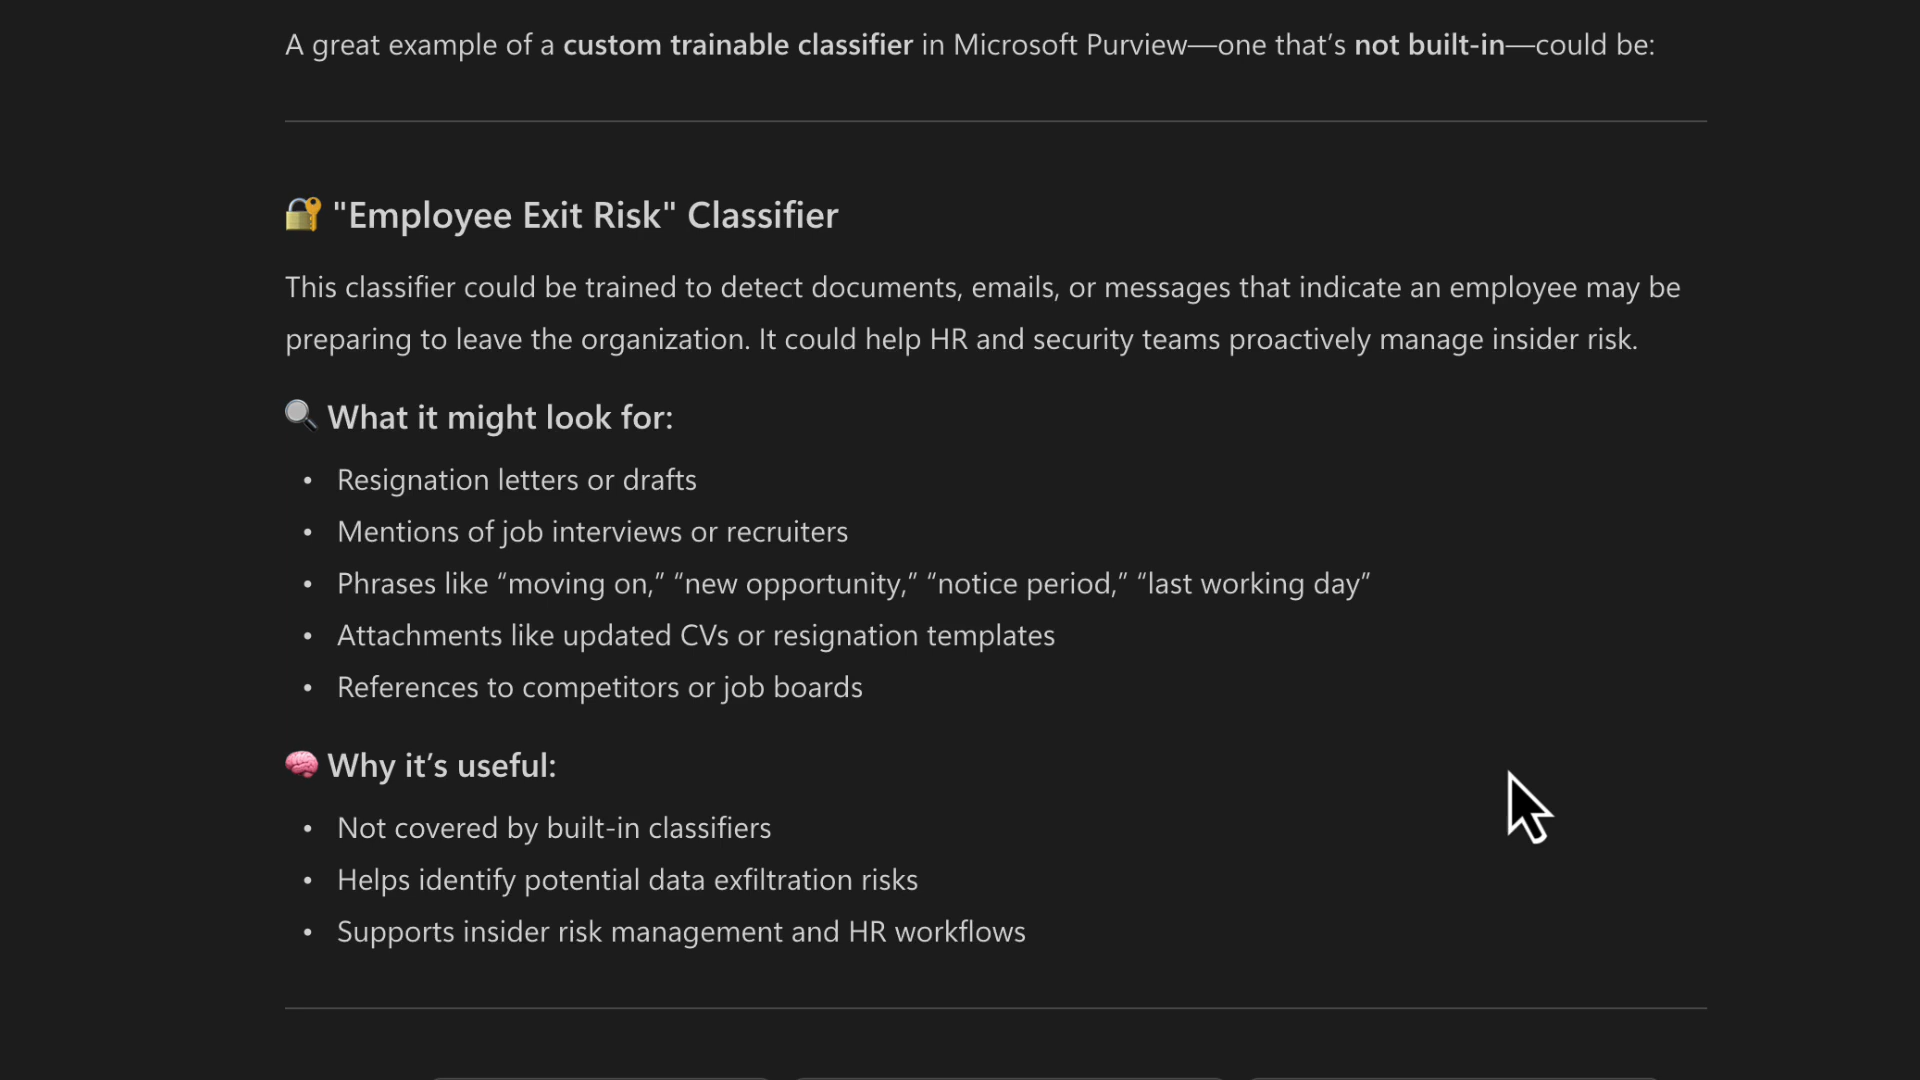 A great example of a custom trainable classifier in Microsoft Purview—one that’s not built-in—could be:
"Employee Exit Risk" Classifier
This classifier could be trained to detect documents, emails, or messages that indicate an employee may be
preparing to leave the organization. It could help HR and security teams proactively manage insider risk.
What it might look for:
• Resignation letters or drafts
• Mentions of job interviews or recruiters
• Phrases like “moving on,” “new opportunity,” “notice period,” “last working day”
• Attachments like updated CVs or resignation templates
• References to competitors or job boards
Why it’s useful:
• Not covered by built-in classifiers
• Helps identify potential data exfiltration risks
• Supports insider risk management and HR workflows